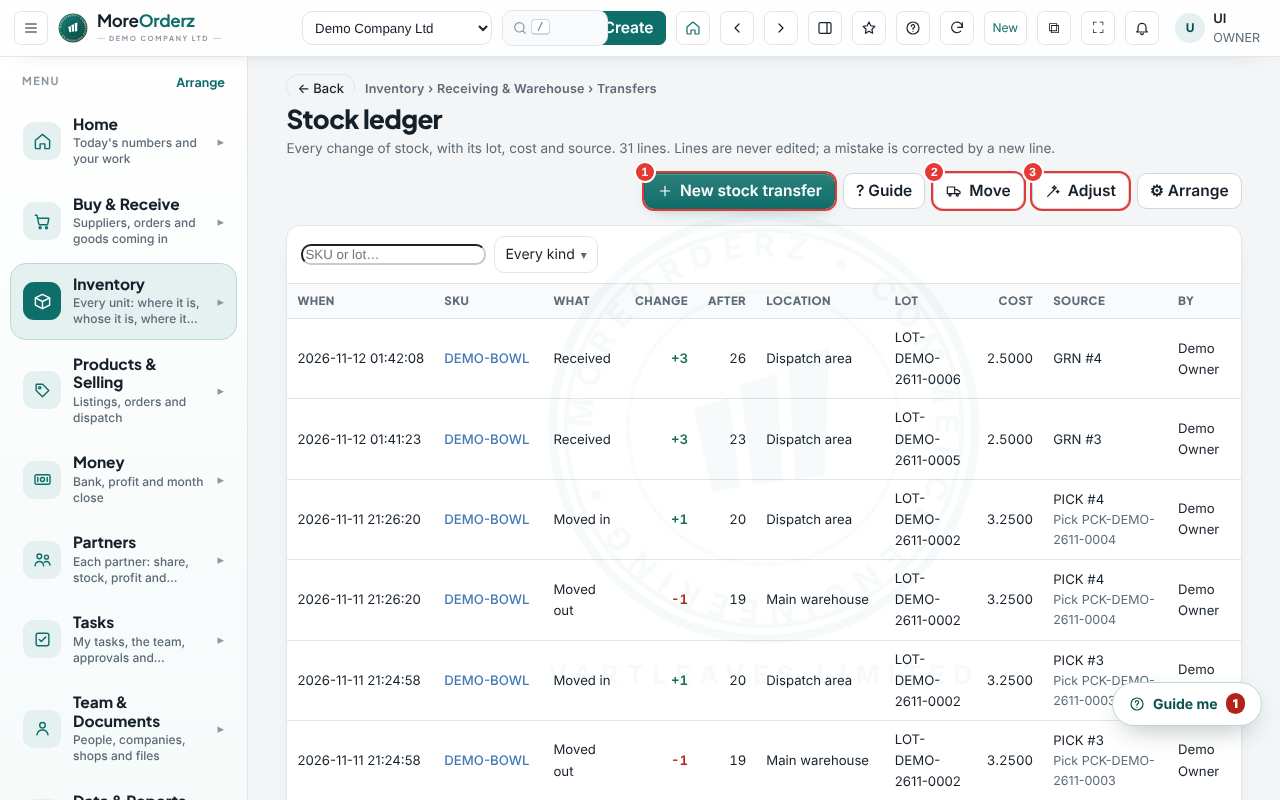 MoreOrderz
— DEMO COMPANY LTD —
Demo Company Ltd
/
Create
New
U
UI
OWNER
MENU
Arrange
Home
Today's numbers and
your work
Buy & Receive
Suppliers, orders and
goods coming in
Inventory
Every unit: where it is,
whose it is, where it...
Products &
Selling
Listings, orders and
dispatch
Money
Bank, profit and month
close
Partners
Each partner: share,
stock, profit and...
Tasks
My tasks, the team,
approvals and...
Team &
Documents
People, companies,
shops and files
← Back
Inventory › Receiving & Warehouse › Transfers
Stock ledger
Every change of stock, with its lot, cost and source. 31 lines. Lines are never edited; a mistake is corrected by a new line.
1
+ New stock transfer
? Guide
2
Move
3
Adjust
⚙ Arrange
SKU or lot...
Every kind ▾
WHEN SKU WHAT CHANGE AFTER LOCATION LOT COST SOURCE BY
2026-11-12 01:42:08 DEMO-BOWL Received +3 26 Dispatch area LOT-DEMO-2611-0006 2.5000 GRN #4 Demo Owner
2026-11-12 01:41:23 DEMO-BOWL Received +3 23 Dispatch area LOT-DEMO-2611-0005 2.5000 GRN #3 Demo Owner
2026-11-11 21:26:20 DEMO-BOWL Moved in +1 20 Dispatch area LOT-DEMO-2611-0002 3.2500 PICK #4 Pick PCK-DEMO-2611-0004 Demo Owner
2026-11-11 21:26:20 DEMO-BOWL Moved out -1 19 Main warehouse LOT-DEMO-2611-0002 3.2500 PICK #4 Pick PCK-DEMO-2611-0004 Demo Owner
2026-11-11 21:24:58 DEMO-BOWL Moved in +1 20 Dispatch area LOT-DEMO-2611-0002 3.2500 PICK #3 Pick PCK-DEMO-2611-0003 Demo
2026-11-11 21:24:58 DEMO-BOWL Moved out -1 19 Main warehouse LOT-DEMO-2611-0002 3.2500 PICK #3 Pick PCK-DEMO-2611-0003 Demo Owner
Guide me 1